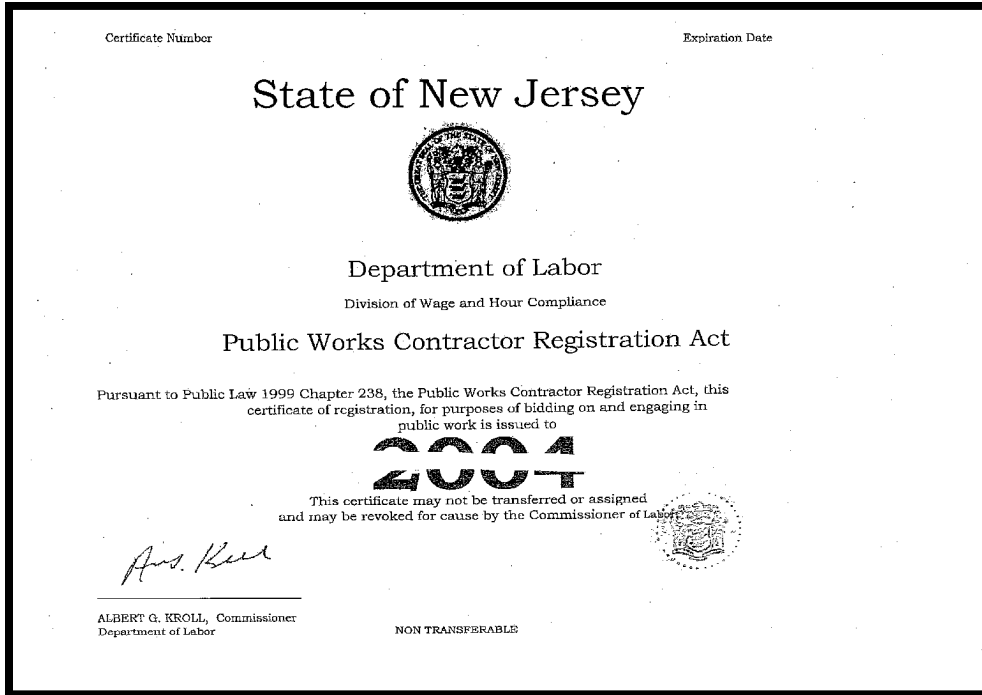 Certificate Number
Expiration Date
State of New Jersey
Department of Labor
Division of Wage and Hour Compliance
Public Works Contractor Registration Act
Pursuant to Public Law 1999 Chapter 238, the Public Works Contractor Registration Act, this
certificate of registration, for purposes of bidding on and engaging in
public work is issued to
2004
This certificate may not be transferred or assigned
and may be revoked for cause by the Commissioner of Labor.
ALBERT G. KROLL, Commissioner
Department of Labor
NON TRANSFERABLE